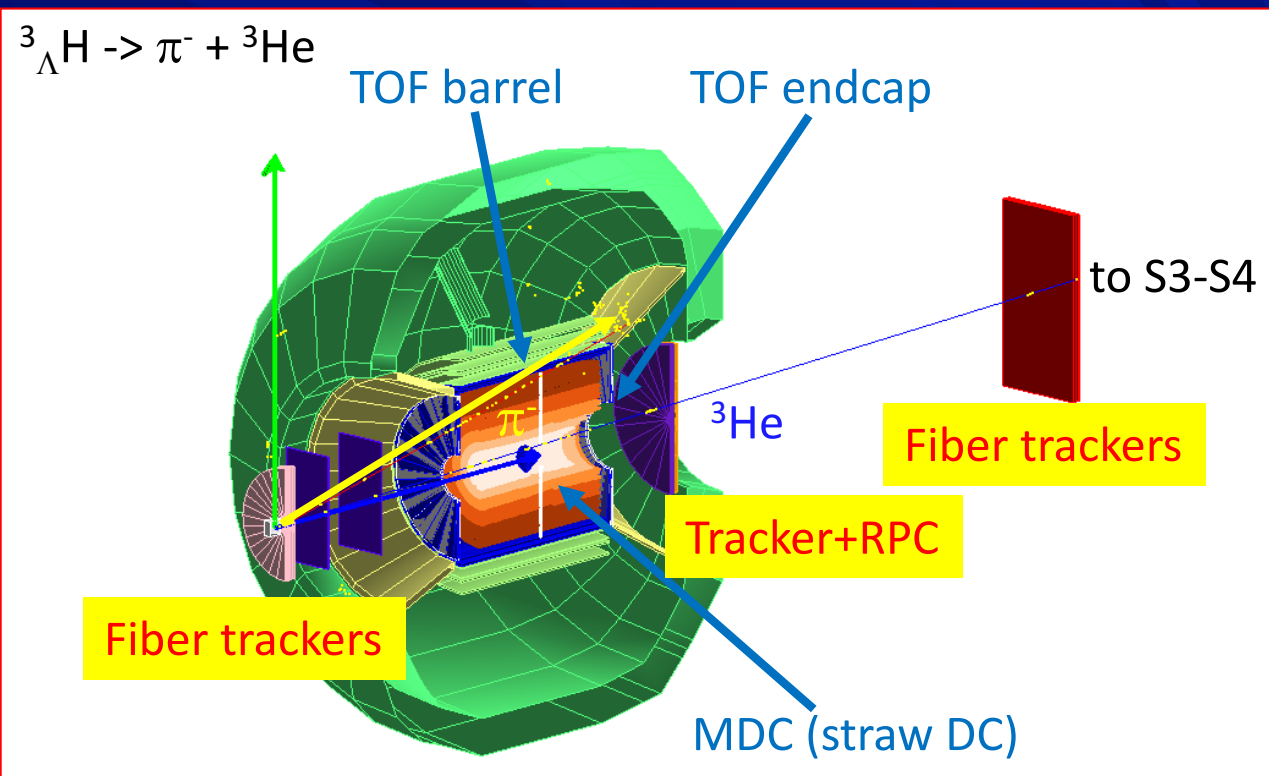 ³ΛH -> π⁻ + ³He
TOF barrel
TOF endcap
to S3-S4
π⁻
³He
Fiber trackers
Tracker+RPC
Fiber trackers
MDC (straw DC)